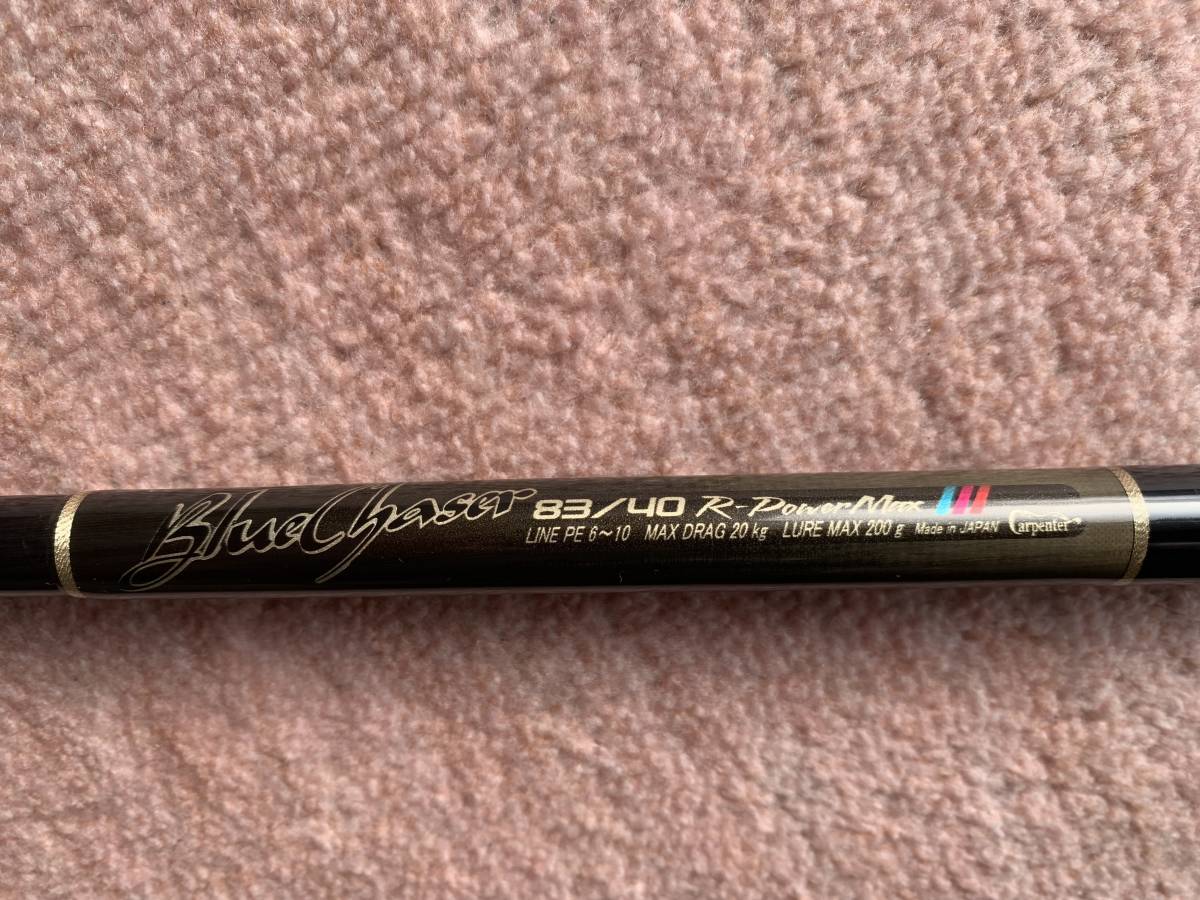 BlueChaser 83/40 R-PowerMax
LINE PE 6~10 MAX DRAG 20 kg LURE MAX 200 g Made in JAPAN Carpenter